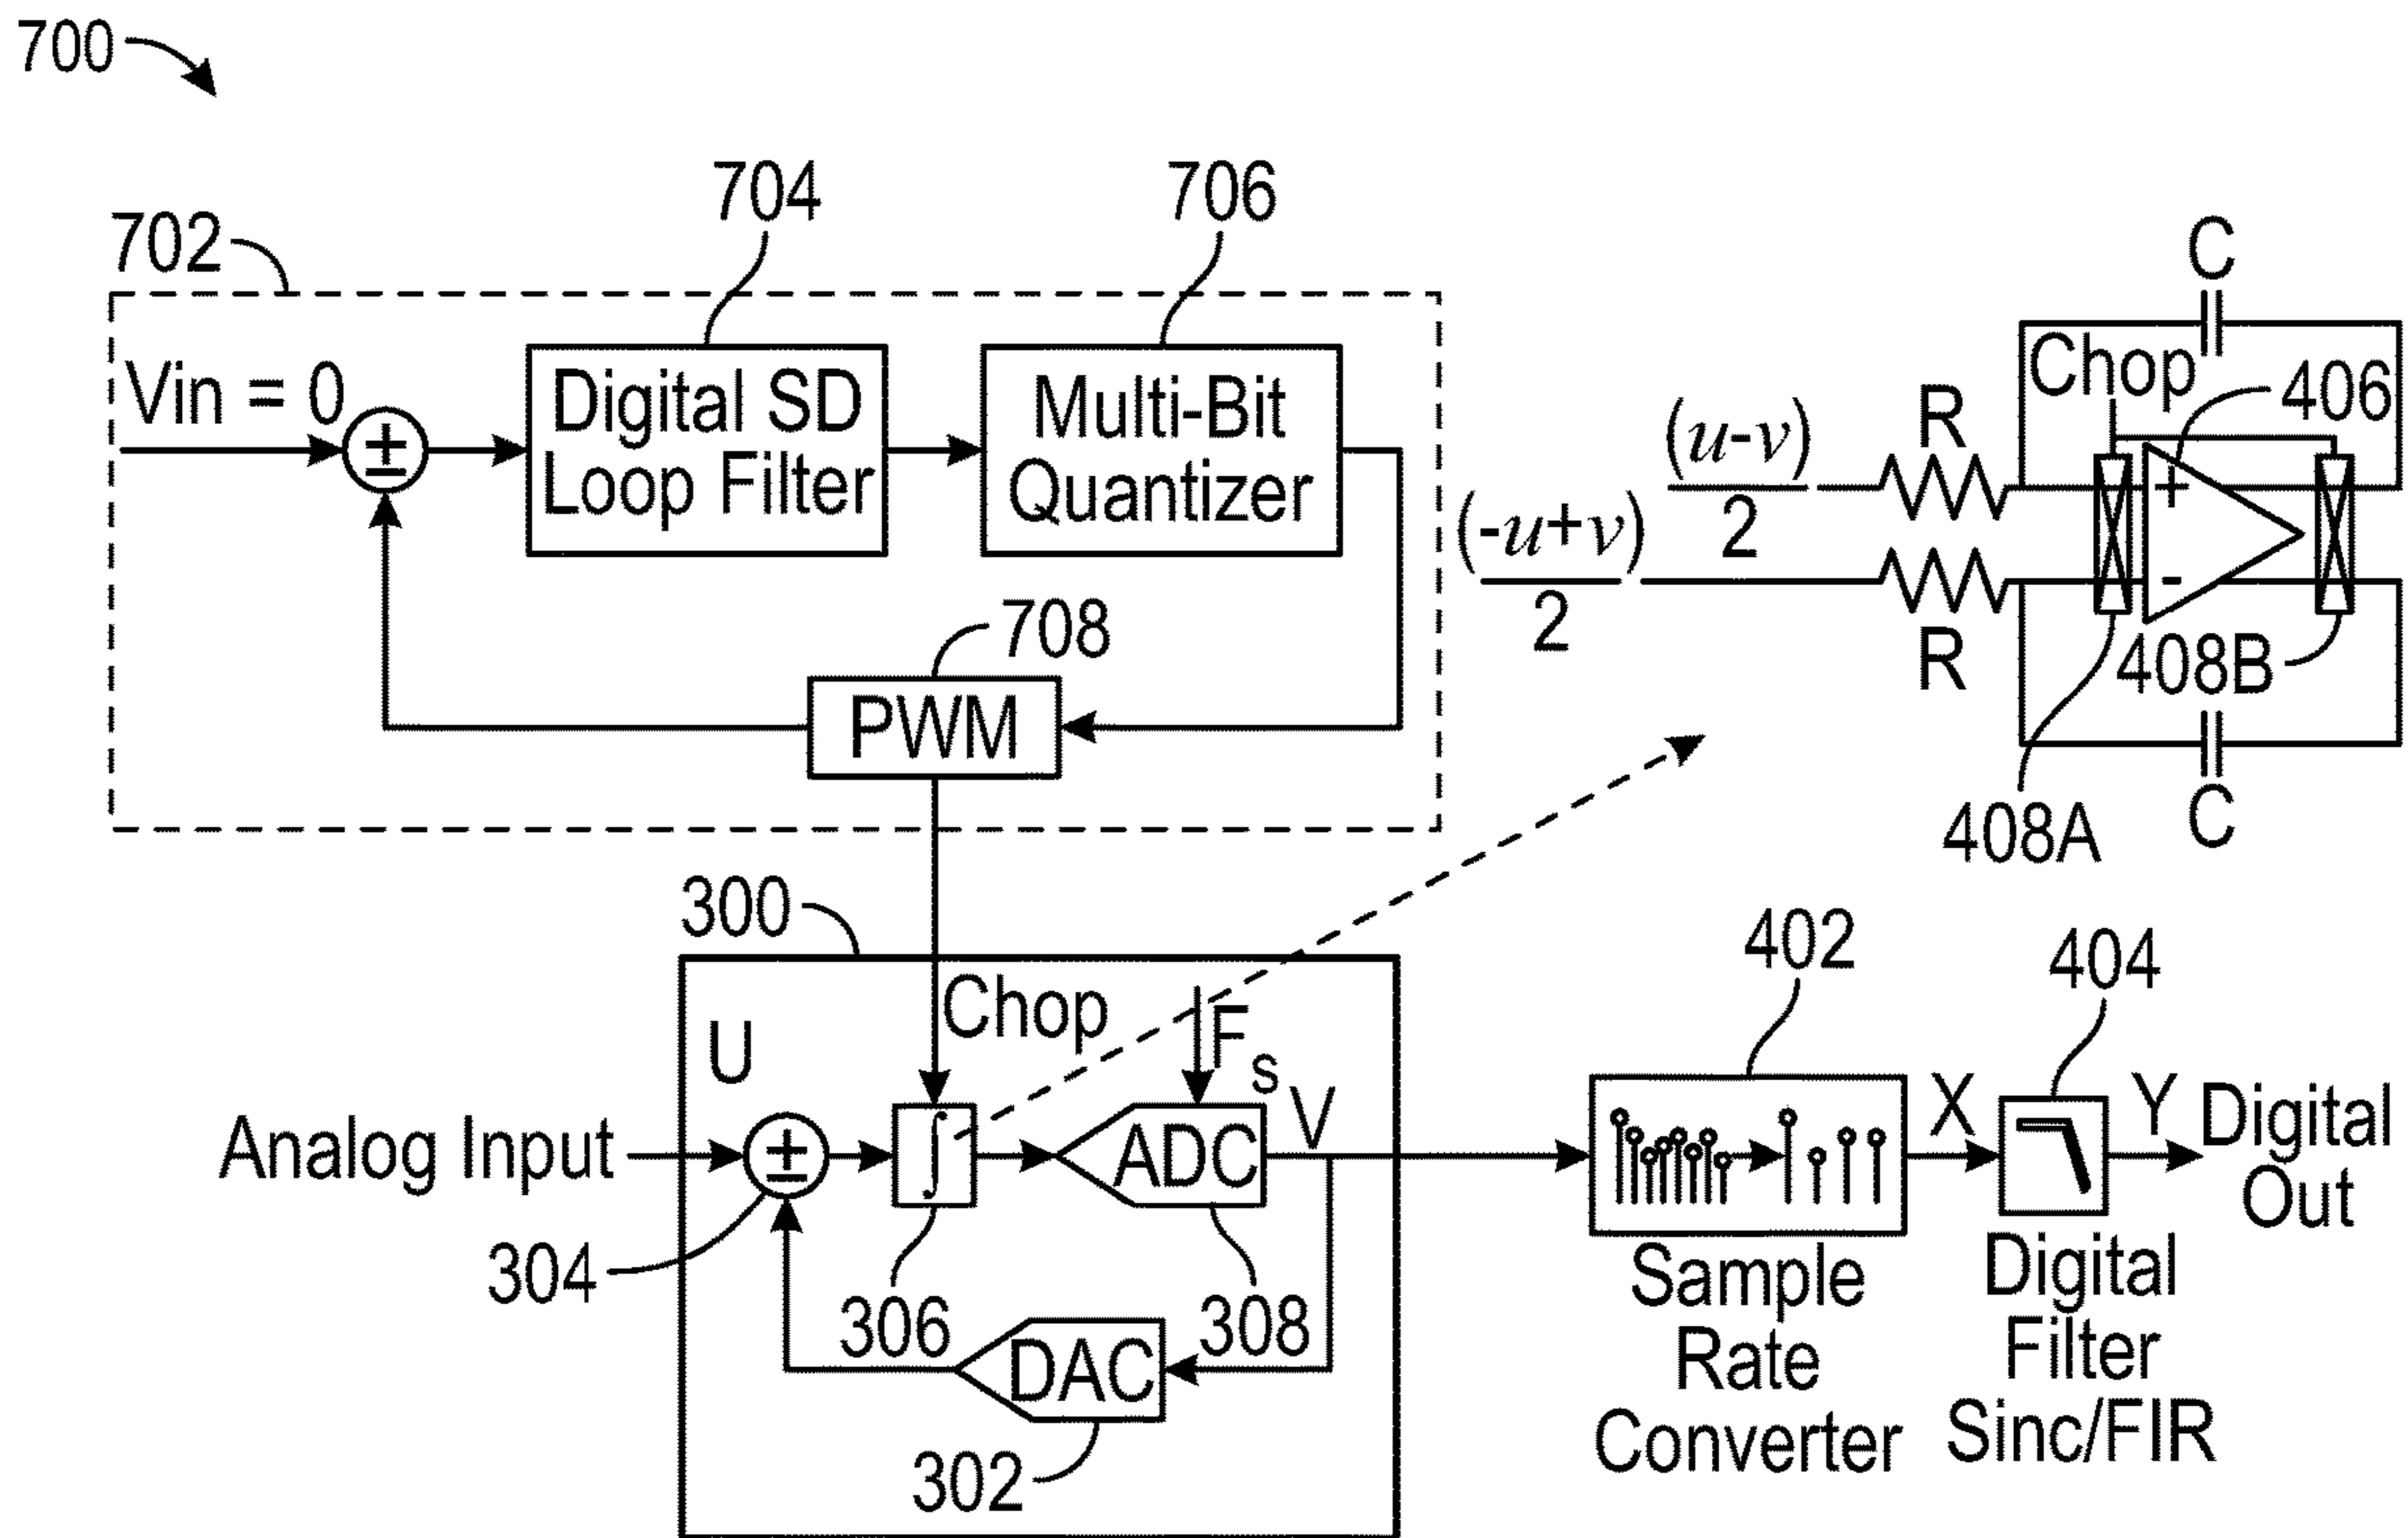 700
702
704
706
Vin = 0
±
Digital SD
Loop Filter
Multi-Bit
Quantizer
708
PWM
C
Chop
406
(u-v)
2
R
+
(-u+v)
2
R
-
408B
408A
C
300
U
Chop
Fs
V
Analog Input
±
∫
ADC
304
306
308
DAC
302
402
404
X
Y
Digital
Out
Sample
Rate
Converter
Digital
Filter
Sinc/FIR